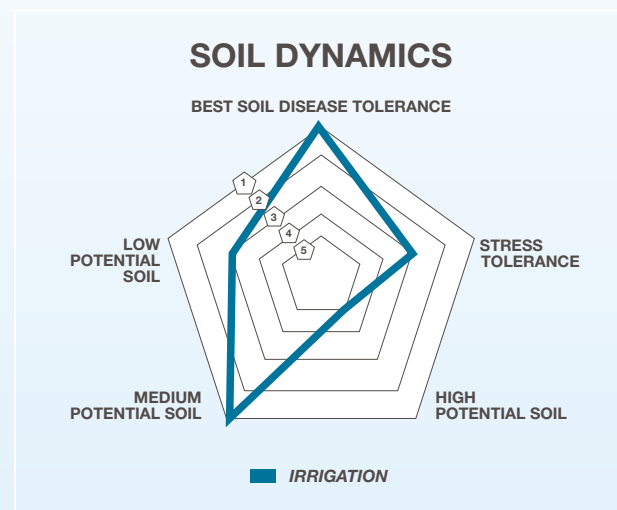 SOIL DYNAMICS
BEST SOIL DISEASE TOLERANCE
1
2
3
4
5
LOW
POTENTIAL
SOIL
STRESS
TOLERANCE
MEDIUM
POTENTIAL SOIL
HIGH
POTENTIAL SOIL
IRRIGATION